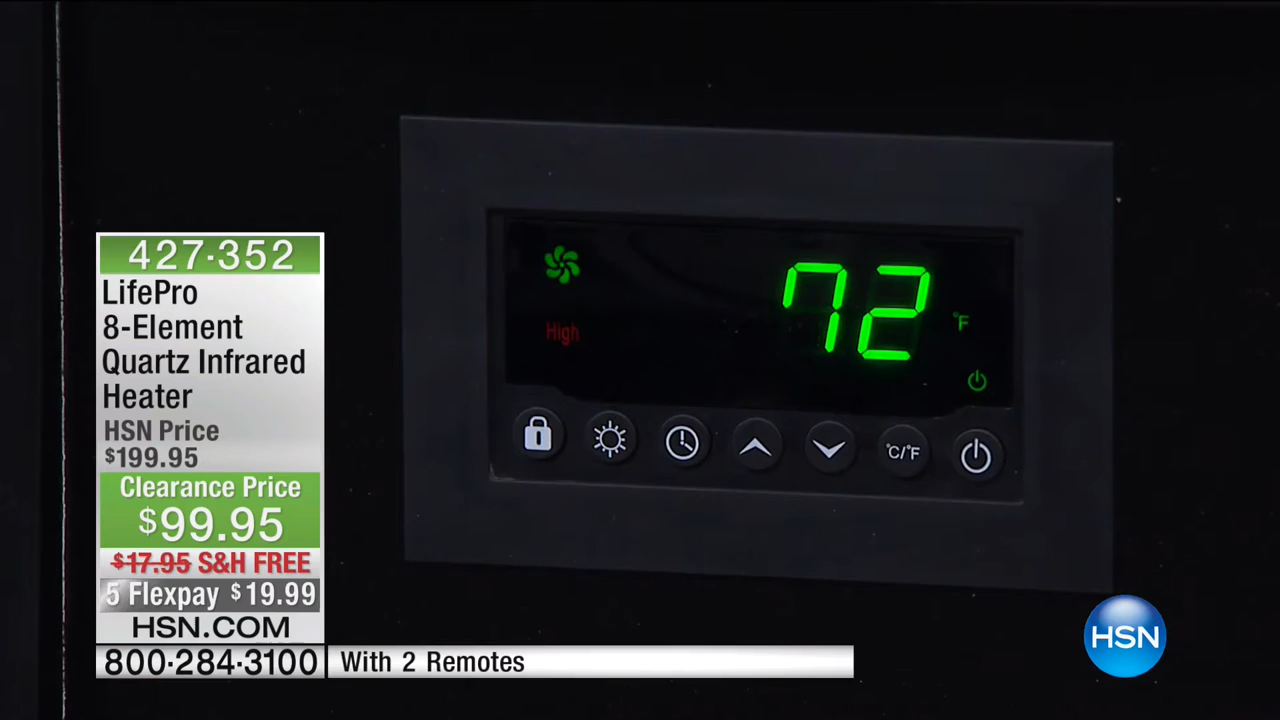 427·352
LifePro
8-Element
Quartz Infrared
Heater
HSN Price
$199.95
Clearance Price
$99.95
$17.95 S&H FREE
5 Flexpay $19.99
HSN.COM
800·284·3100
With 2 Remotes
72 °F
High
°C/°F
HSN